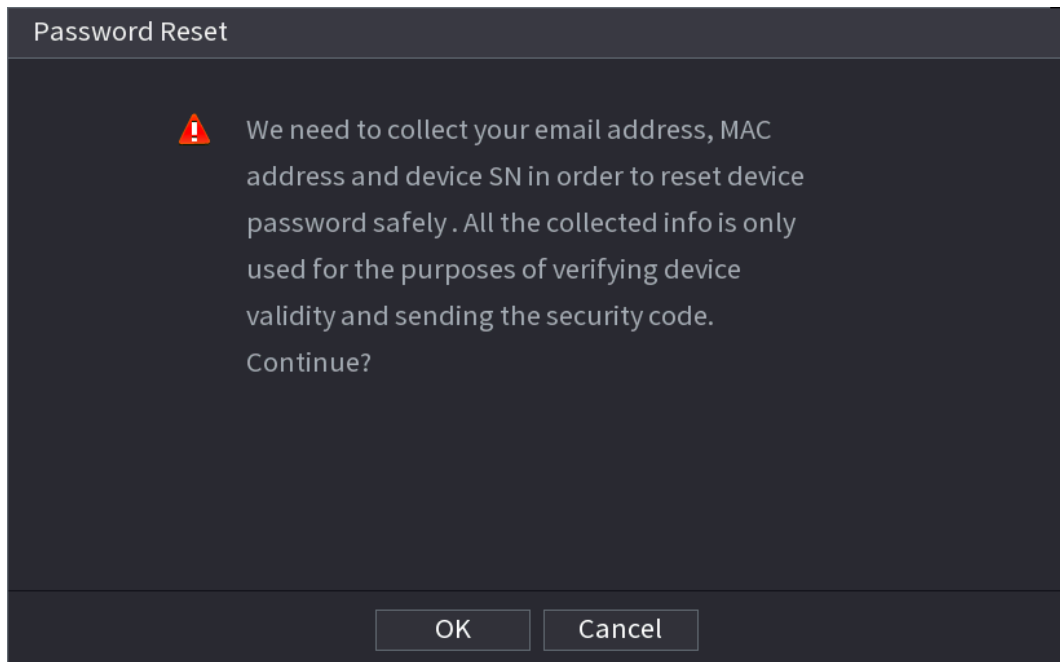 Password Reset
We need to collect your email address, MAC
address and device SN in order to reset device
password safely . All the collected info is only
used for the purposes of verifying device
validity and sending the security code.
Continue?
OK
Cancel